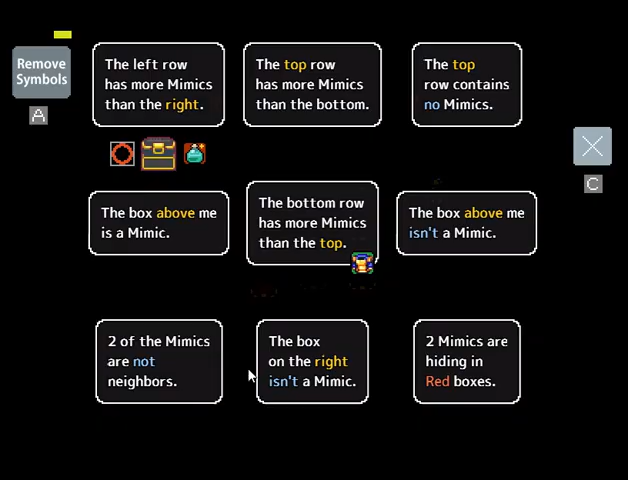 Remove
Symbols
A
The left row
has more Mimics
than the right.
The top row
has more Mimics
than the bottom.
The top
row contains
no Mimics.
C
The box above me
is a Mimic.
The bottom row
has more Mimics
than the top.
The box above me
isn't a Mimic.
2 of the Mimics
are not
neighbors.
The box
on the right
isn't a Mimic.
2 Mimics are
hiding in
Red boxes.